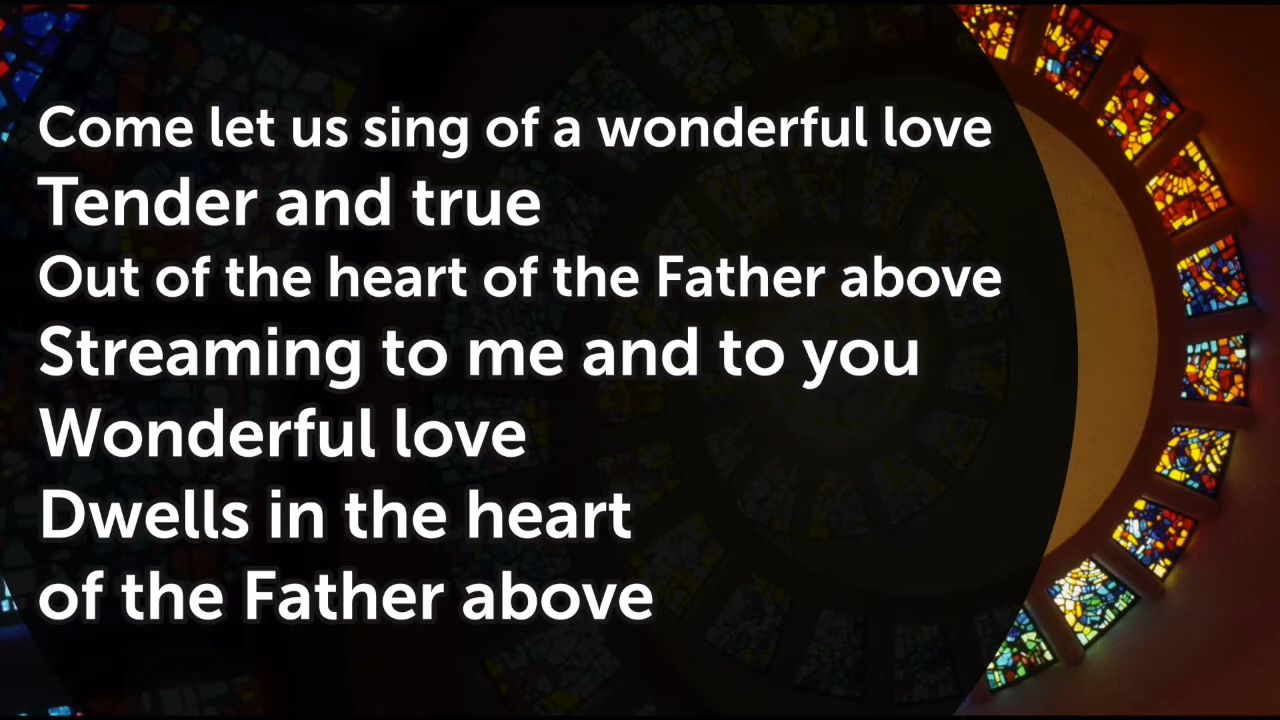 Come let us sing of a wonderful love
Tender and true
Out of the heart of the Father above
Streaming to me and to you
Wonderful love
Dwells in the heart
of the Father above